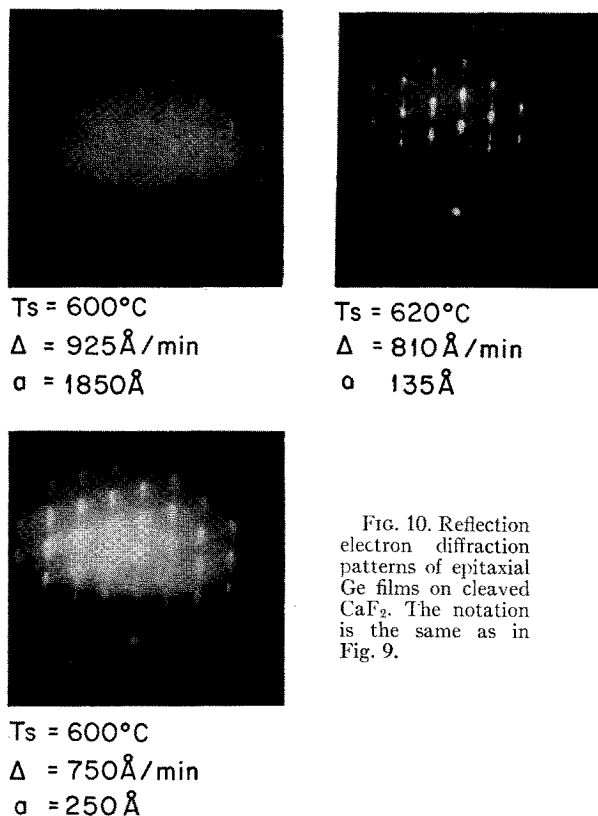 Ts = 600°C
Δ = 925Å/min
a = 1850Å
Ts = 620°C
Δ = 810Å/min
a 135Å
Ts = 600°C
Δ = 750Å/min
a = 250Å
FIG. 10. Reflection
electron diffraction
patterns of epitaxial
Ge films on cleaved
CaF₂. The notation
is the same as in
Fig. 9.